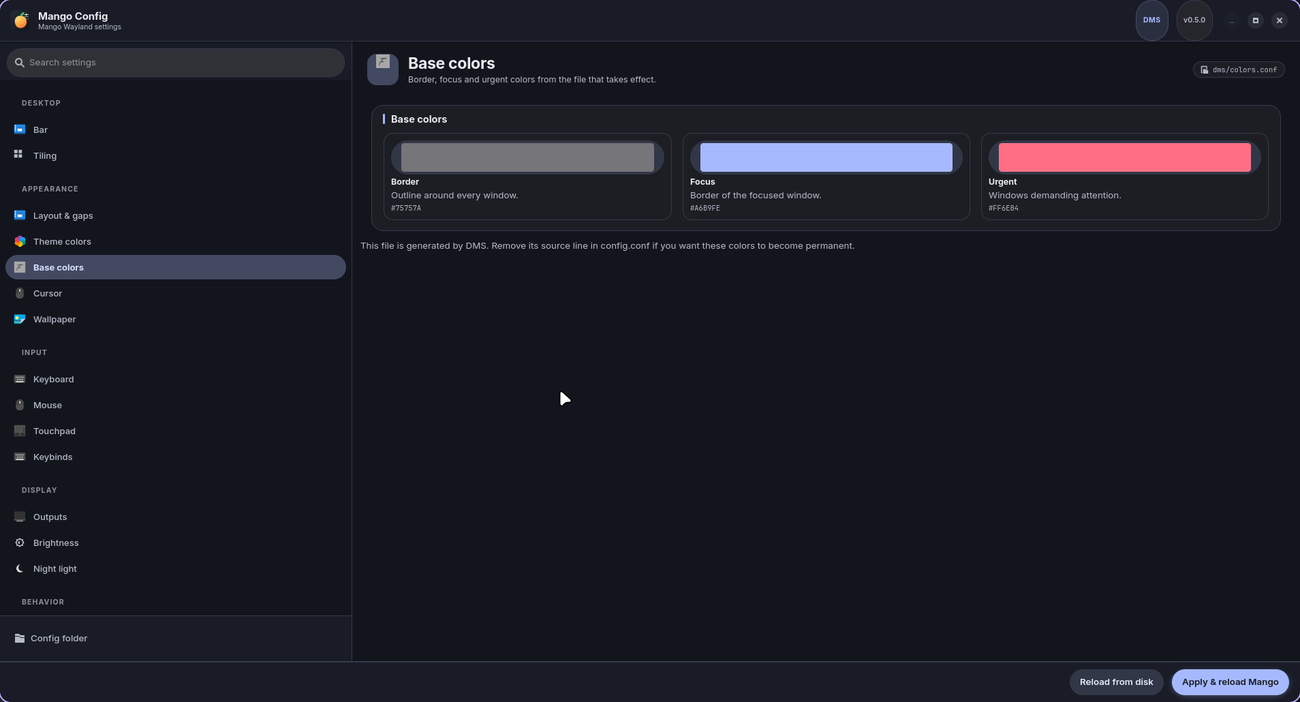 Mango Config
Mango Wayland settings
DMS
v0.5.0
Search settings
DESKTOP
Bar
Tiling
APPEARANCE
Layout & gaps
Theme colors
Base colors
Cursor
Wallpaper
INPUT
Keyboard
Mouse
Touchpad
Keybinds
DISPLAY
Outputs
Brightness
Night light
BEHAVIOR
Config folder
Base colors
Border, focus and urgent colors from the file that takes effect.
dms/colors.conf
Base colors
Border
Outline around every window.
#75757A
Focus
Border of the focused window.
#A6B9FE
Urgent
Windows demanding attention.
#FF6E84
This file is generated by DMS. Remove its source line in config.conf if you want these colors to become permanent.
Reload from disk
Apply & reload Mango